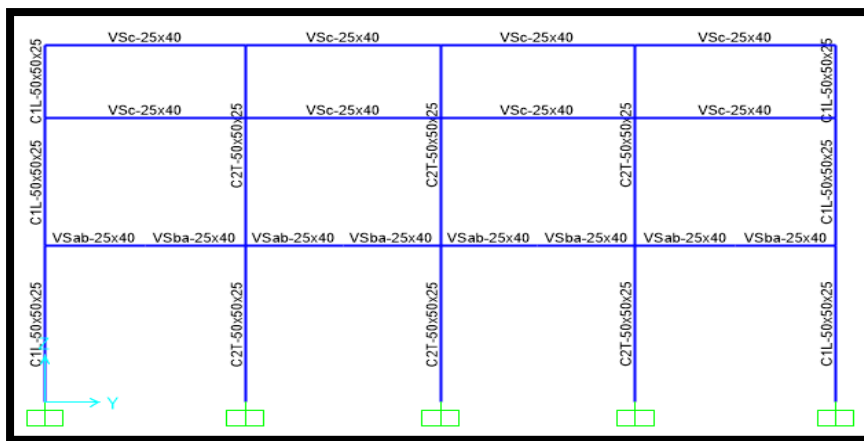 VSc-25x40 VSc-25x40 VSc-25x40 VSc-25x40
C1L-50x50x25 C1L-50x50x25
VSc-25x40 VSc-25x40 VSc-25x40 VSc-25x40
C1L-50x50x25 C2T-50x50x25 C2T-50x50x25 C2T-50x50x25 C1L-50x50x25
VSab-25x40 VSba-25x40 VSab-25x40 VSba-25x40 VSab-25x40 VSba-25x40 VSab-25x40 VSba-25x40
C1L-50x50x25 C2T-50x50x25 C2T-50x50x25 C2T-50x50x25 C1L-50x50x25
Y